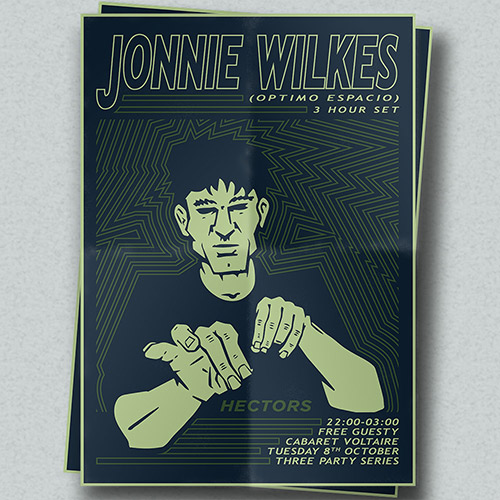 JONNIE WILKES
(OPTIMO ESPACIO)
3 HOUR SET
HECTORS
22:00-03:00
FREE GUESTY
CABARET VOLTAIRE
TUESDAY 8TH OCTOBER
THREE PARTY SERIES